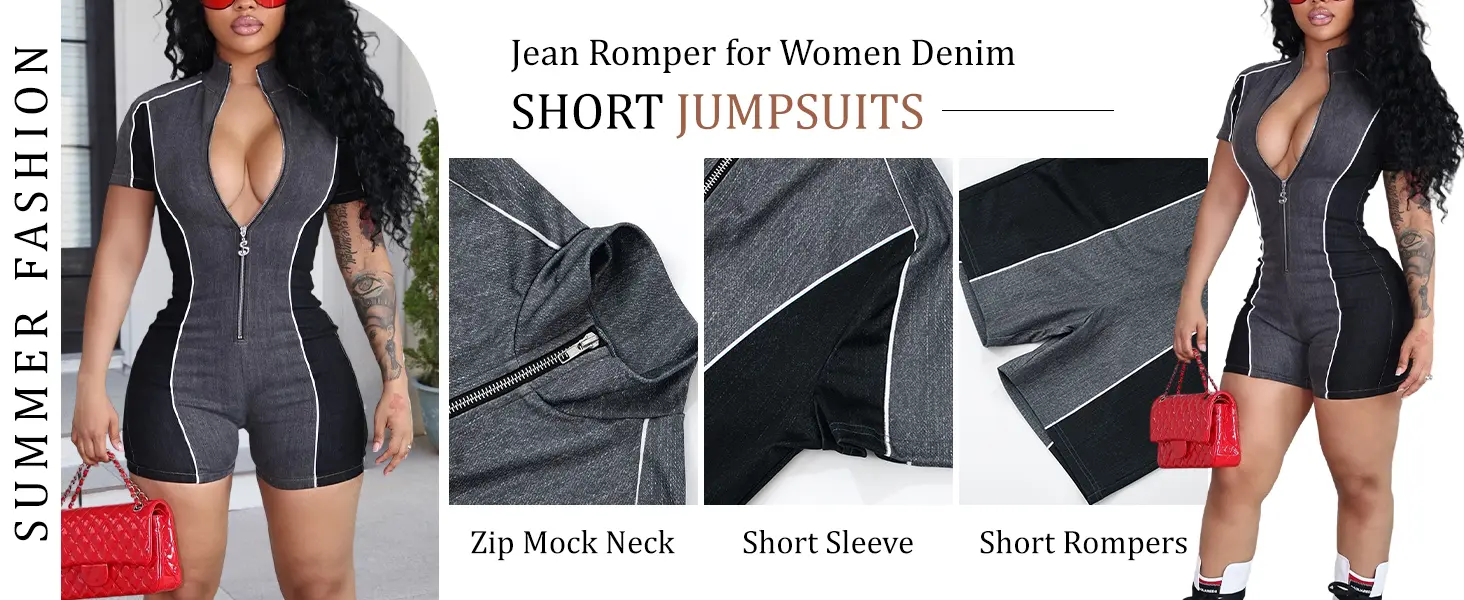 SUMMER FASHION
Jean Romper for Women Denim
SHORT JUMPSUITS
Zip Mock Neck
Short Sleeve
Short Rompers